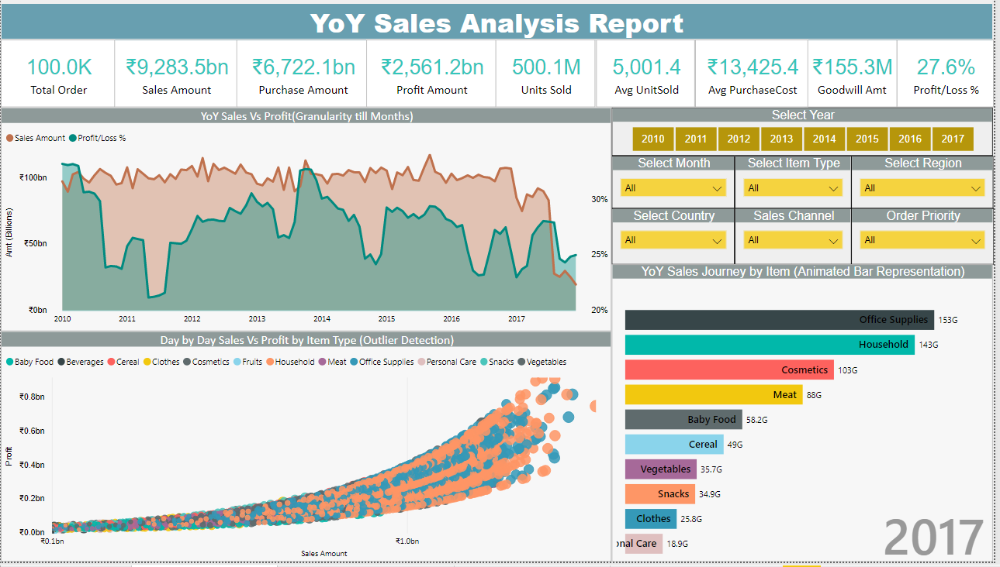 YoY Sales Analysis Report
100.0K ₹9,283.5bn ₹6,722.1bn ₹2,561.2bn 500.1M 5,001.4 ₹13,425.4 ₹155.3M 27.6%
Total Order Sales Amount Purchase Amount Profit Amount Units Sold Avg UnitSold Avg PurchaseCost Goodwill Amt Profit/Loss %
YoY Sales Vs Profit(Granularity till Months)
Sales Amount Profit/Loss %
Amt (Billions)
₹100bn
₹50bn
₹0bn
30%
25%
20%
2010 2011 2012 2013 2014 2015 2016 2017
Select Year
2010 2011 2012 2013 2014 2015 2016 2017
Select Month Select Item Type Select Region
All All All
Select Country Sales Channel Order Priority
All All All
Day by Day Sales Vs Profit by Item Type (Outlier Detection)
Baby Food Beverages Cereal Clothes Cosmetics Fruits Household Meat Office Supplies Personal Care Snacks Vegetables
Profit
₹0.8bn
₹0.6bn
₹0.4bn
₹0.2bn
₹0.0bn
₹0.1bn ₹1.0bn
Sales Amount
YoY Sales Journey by Item (Animated Bar Representation)
Office Supplies 153G
Household 143G
Cosmetics 103G
Meat 88G
Baby Food 58.2G
Cereal 49G
Vegetables 35.7G
Snacks 34.9G
Clothes 25.8G
onal Care 18.9G
2017